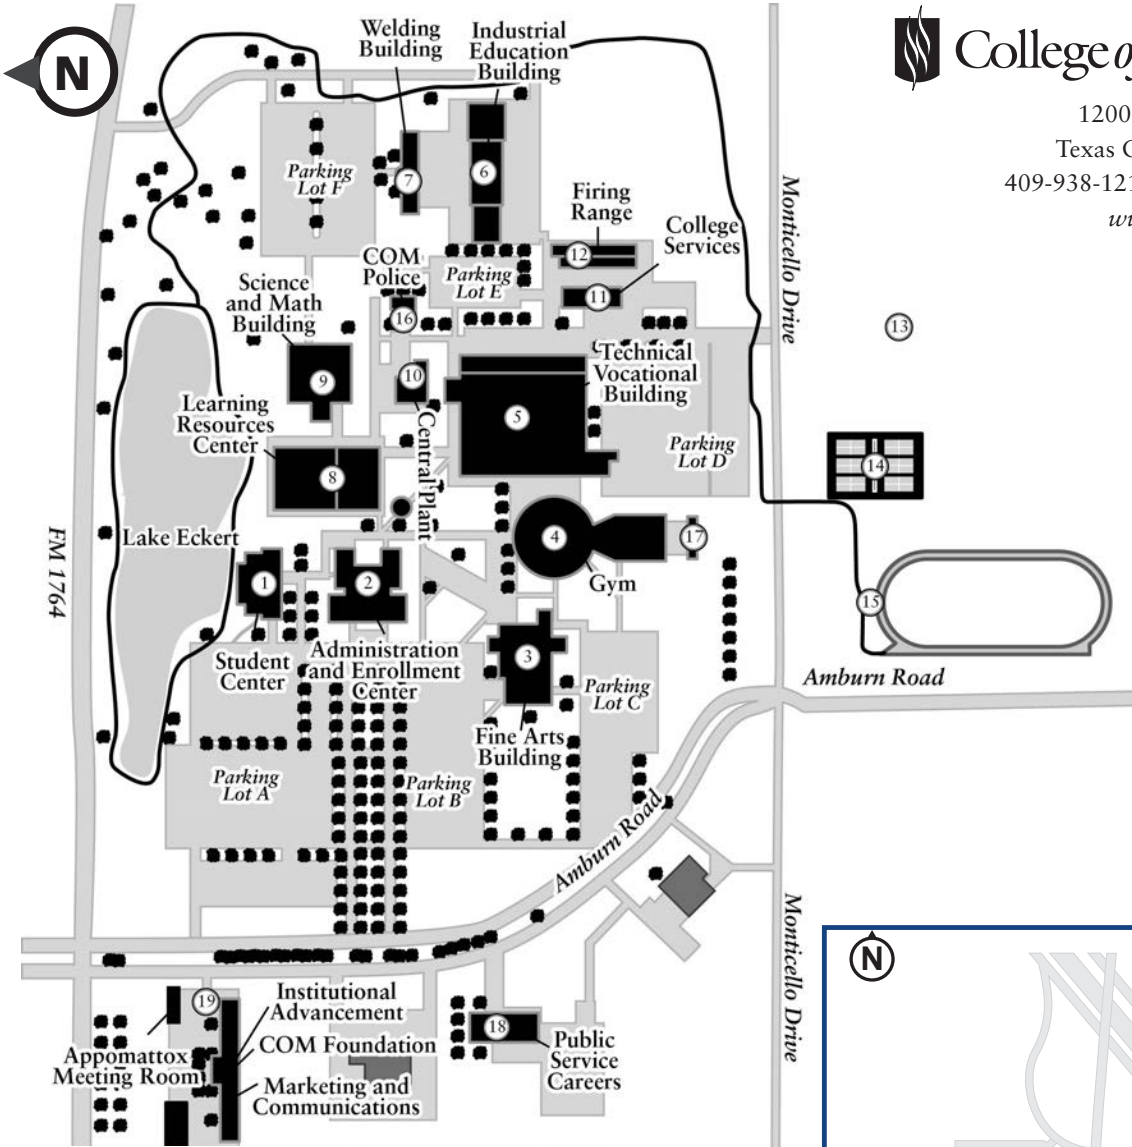 N
Welding
Building
Industrial
Education
Building
College of
1200
Texas C
409-938-121
Parking
Lot F
7
6
Firing
Range
College
Services
12
11
COM
Police
16
Parking
Lot E
Monticello Drive
13
Science
and Math
Building
9
10
Technical
Vocational
Building
5
Learning
Resources
Center
8
Central Plant
Parking
Lot D
14
FM 1764
Lake Eckert
4
17
Gym
1
2
15
Student
Center
Administration
and Enrollment
Center
3
Parking
Lot C
Amburn Road
Fine Arts
Building
Parking
Lot A
Parking
Lot B
Amburn Road
Monticello Drive
N
19
Institutional
Advancement
COM Foundation
Marketing and
Communications
Appomattox
Meeting Room
18
Public
Service
Careers